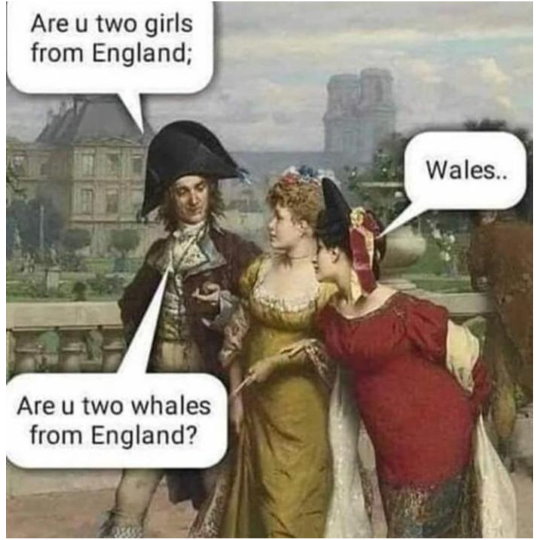 Are u two girls
from England;
Wales..
Are u two whales
from England?